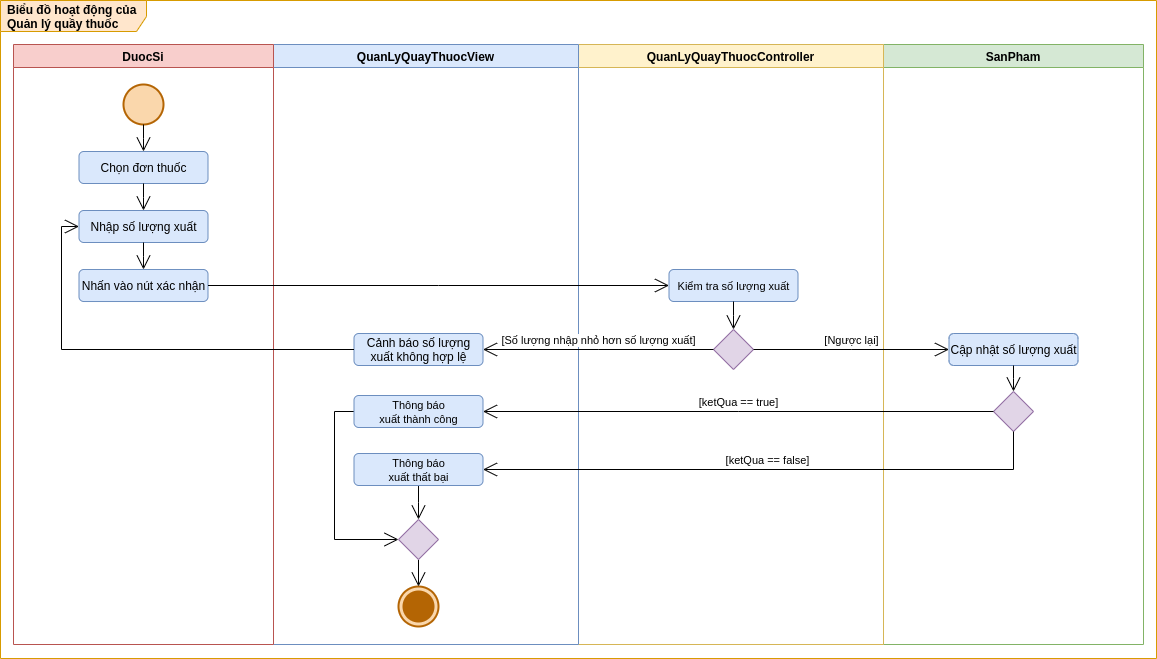 Biểu đồ hoạt động của
Quản lý quầy thuốc
DuocSi
QuanLyQuayThuocView
QuanLyQuayThuocController
SanPham
Chọn đơn thuốc
Nhập số lượng xuất
Nhấn vào nút xác nhận
Kiểm tra số lượng xuất
Cảnh báo số lượng
xuất không hợp lệ
[Số lượng nhập nhỏ hơn số lượng xuất]
[Ngược lại]
Cập nhật số lượng xuất
Thông báo
xuất thành công
[ketQua == true]
Thông báo
xuất thất bại
[ketQua == false]